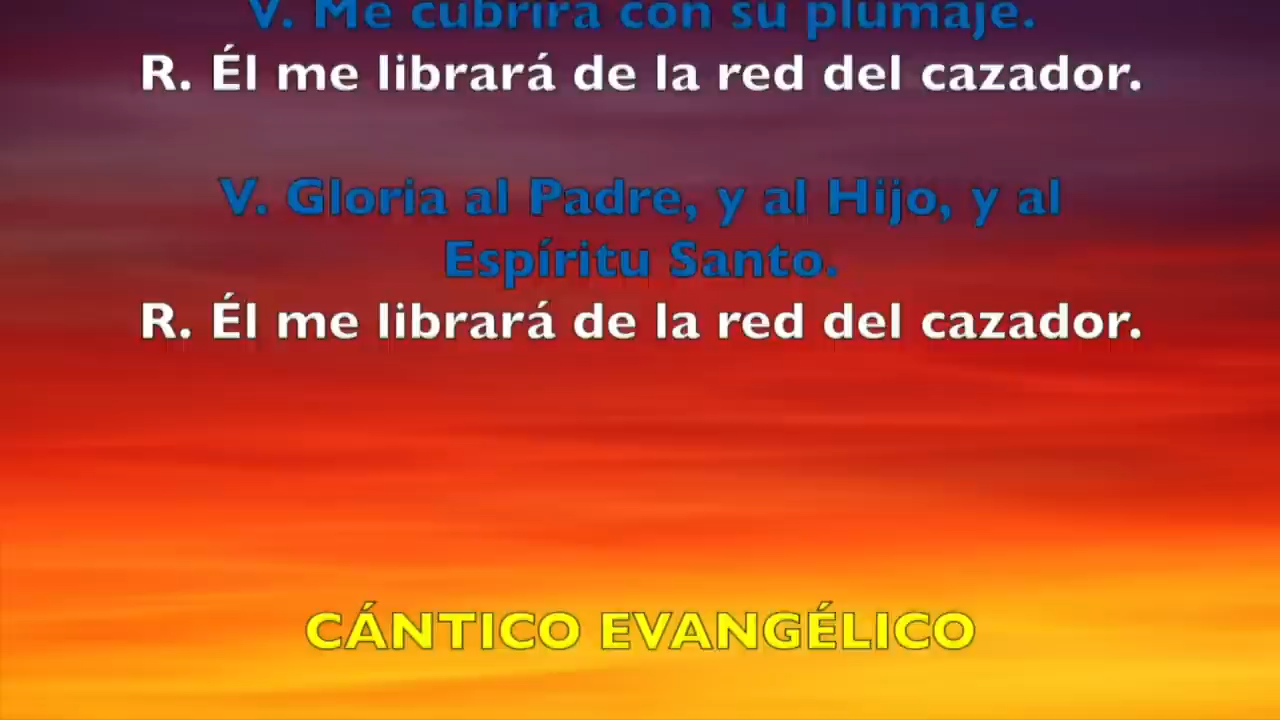 V. Me cubrirá con su plumaje.
R. Él me librará de la red del cazador.
V. Gloria al Padre, y al Hijo, y al
Espíritu Santo.
R. Él me librará de la red del cazador.
CÁNTICO EVANGÉLICO